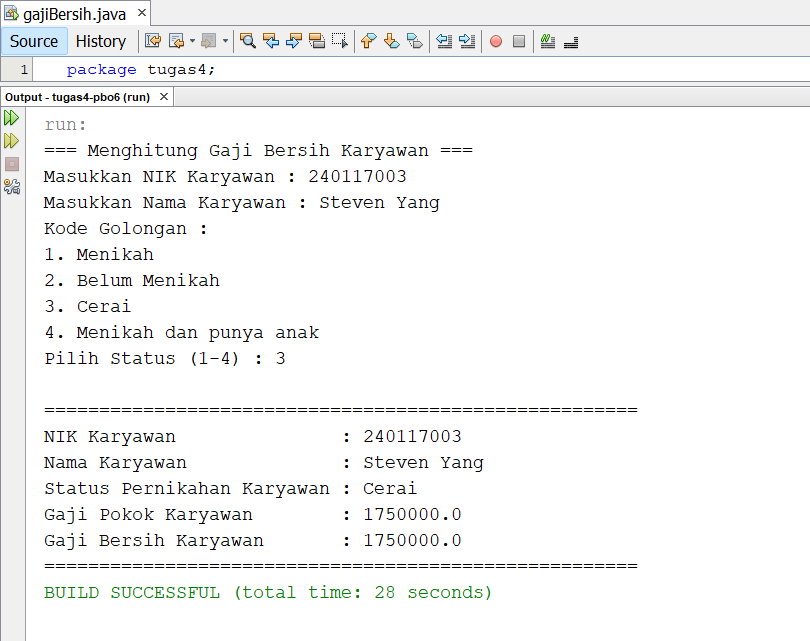 gajiBersih.java ×
Source History
1 package tugas4;
Output - tugas4-pbo6 (run) ×
run:
=== Menghitung Gaji Bersih Karyawan ===
Masukkan NIK Karyawan : 240117003
Masukkan Nama Karyawan : Steven Yang
Kode Golongan :
1. Menikah
2. Belum Menikah
3. Cerai
4. Menikah dan punya anak
Pilih Status (1-4) : 3
======================================================
NIK Karyawan : 240117003
Nama Karyawan : Steven Yang
Status Pernikahan Karyawan : Cerai
Gaji Pokok Karyawan : 1750000.0
Gaji Bersih Karyawan : 1750000.0
======================================================
BUILD SUCCESSFUL (total time: 28 seconds)